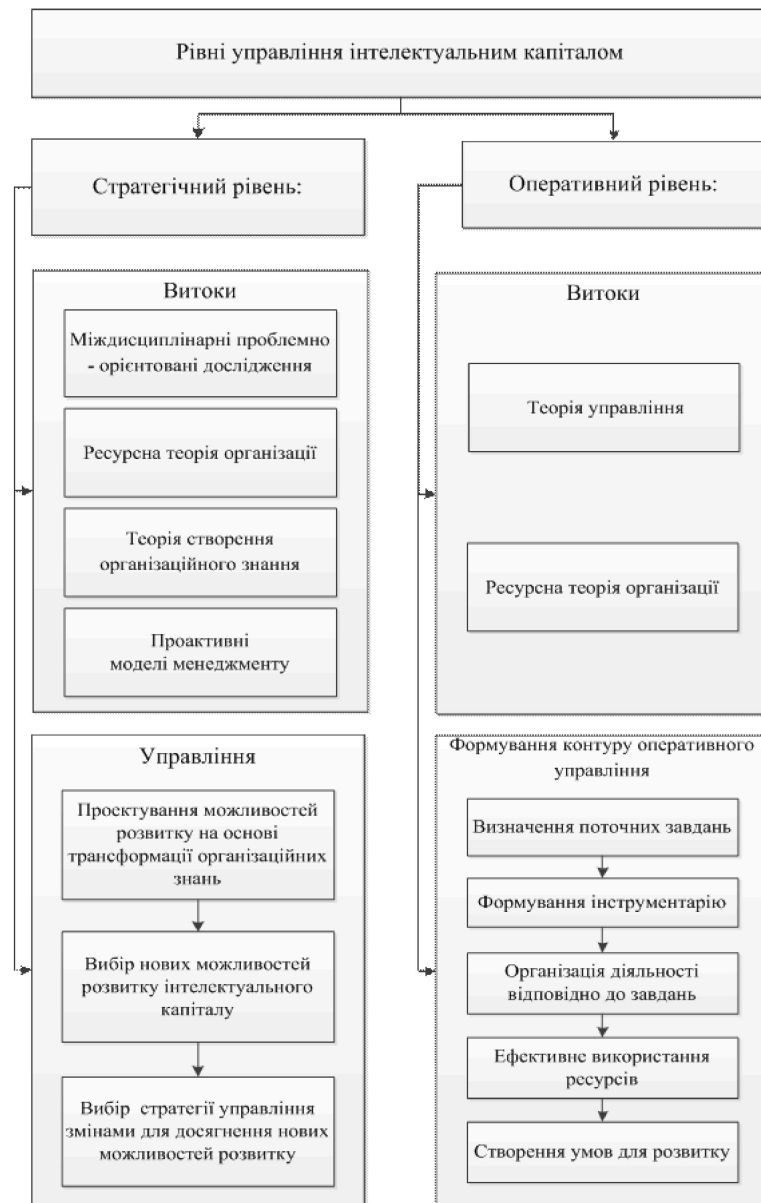 Рівні управління інтелектуальним капіталом
Стратегічний рівень:
Оперативний рівень:
Витоки
Міждисциплінарні проблемно
- орієнтовані дослідження
Ресурсна теорія організації
Теорія створення
організаційного знання
Проактивні
моделі менеджменту
Витоки
Теорія управління
Ресурсна теорія організації
Управління
Проектування можливостей
розвитку на основі
трансформації організаційних
знань
Вибір нових можливостей
розвитку інтелектуального
капіталу
Вибір стратегії управління
змінами для досягнення нових
можливостей розвитку
Формування контуру оперативного
управління
Визначення поточних завдань
Формування інструментарію
Організація діяльності
відповідно до завдань
Ефективне використання
ресурсів
Створення умов для розвитку